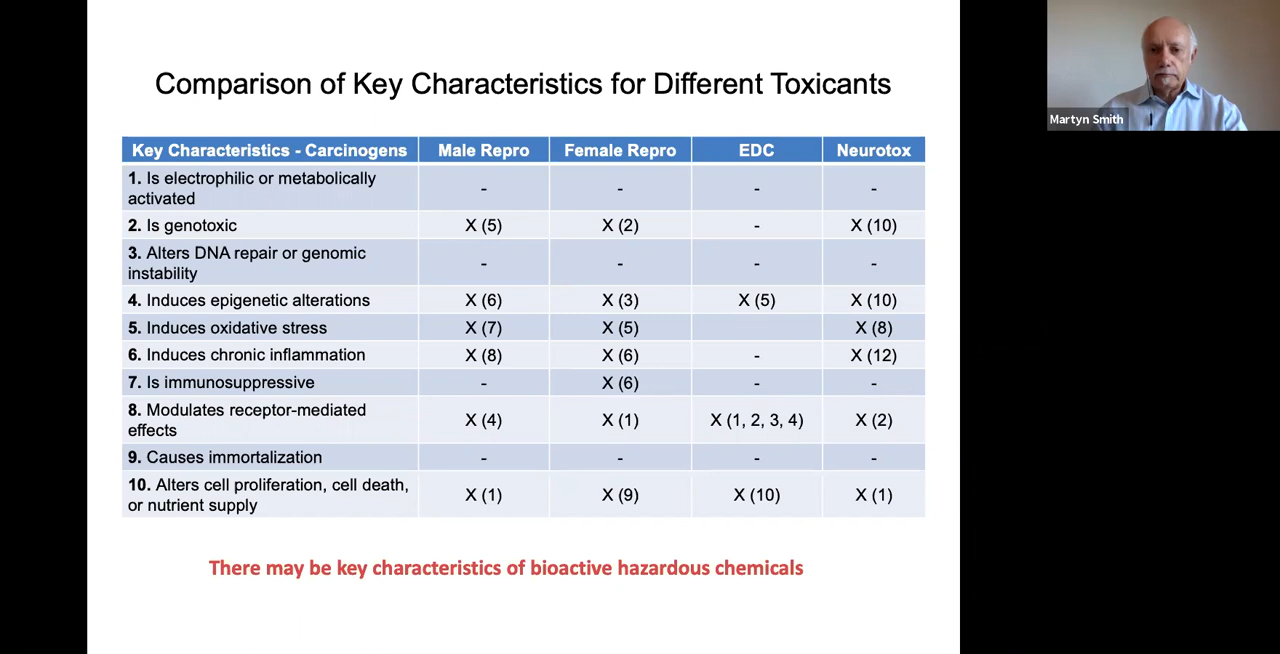 Comparison of Key Characteristics for Different Toxicants
Martyn Smith
Key Characteristics - Carcinogens Male Repro Female Repro EDC Neurotox
1. Is electrophilic or metabolically
activated - - - -
2. Is genotoxic X (5) X (2) - X (10)
3. Alters DNA repair or genomic
instability - - - -
4. Induces epigenetic alterations X (6) X (3) X (5) X (10)
5. Induces oxidative stress X (7) X (5) X (8)
6. Induces chronic inflammation X (8) X (6) - X (12)
7. Is immunosuppressive - X (6) - -
8. Modulates receptor-mediated
effects X (4) X (1) X (1, 2, 3, 4) X (2)
9. Causes immortalization - - - -
10. Alters cell proliferation, cell death,
or nutrient supply X (1) X (9) X (10) X (1)
There may be key characteristics of bioactive hazardous chemicals